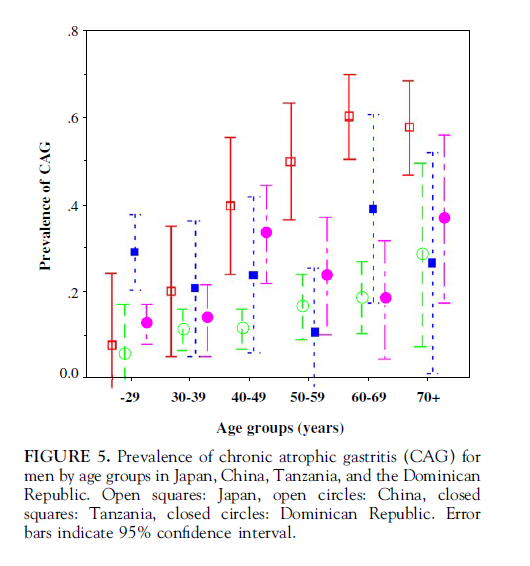 .8
.6
.4
.2
0.0
Prevalence of CAG
-29 30-39 40-49 50-59 60-69 70+
Age groups (years)
FIGURE 5. Prevalence of chronic atrophic gastritis (CAG) for
men by age groups in Japan, China, Tanzania, and the Dominican
Republic. Open squares: Japan, open circles: China, closed
squares: Tanzania, closed circles: Dominican Republic. Error
bars indicate 95% confidence interval.